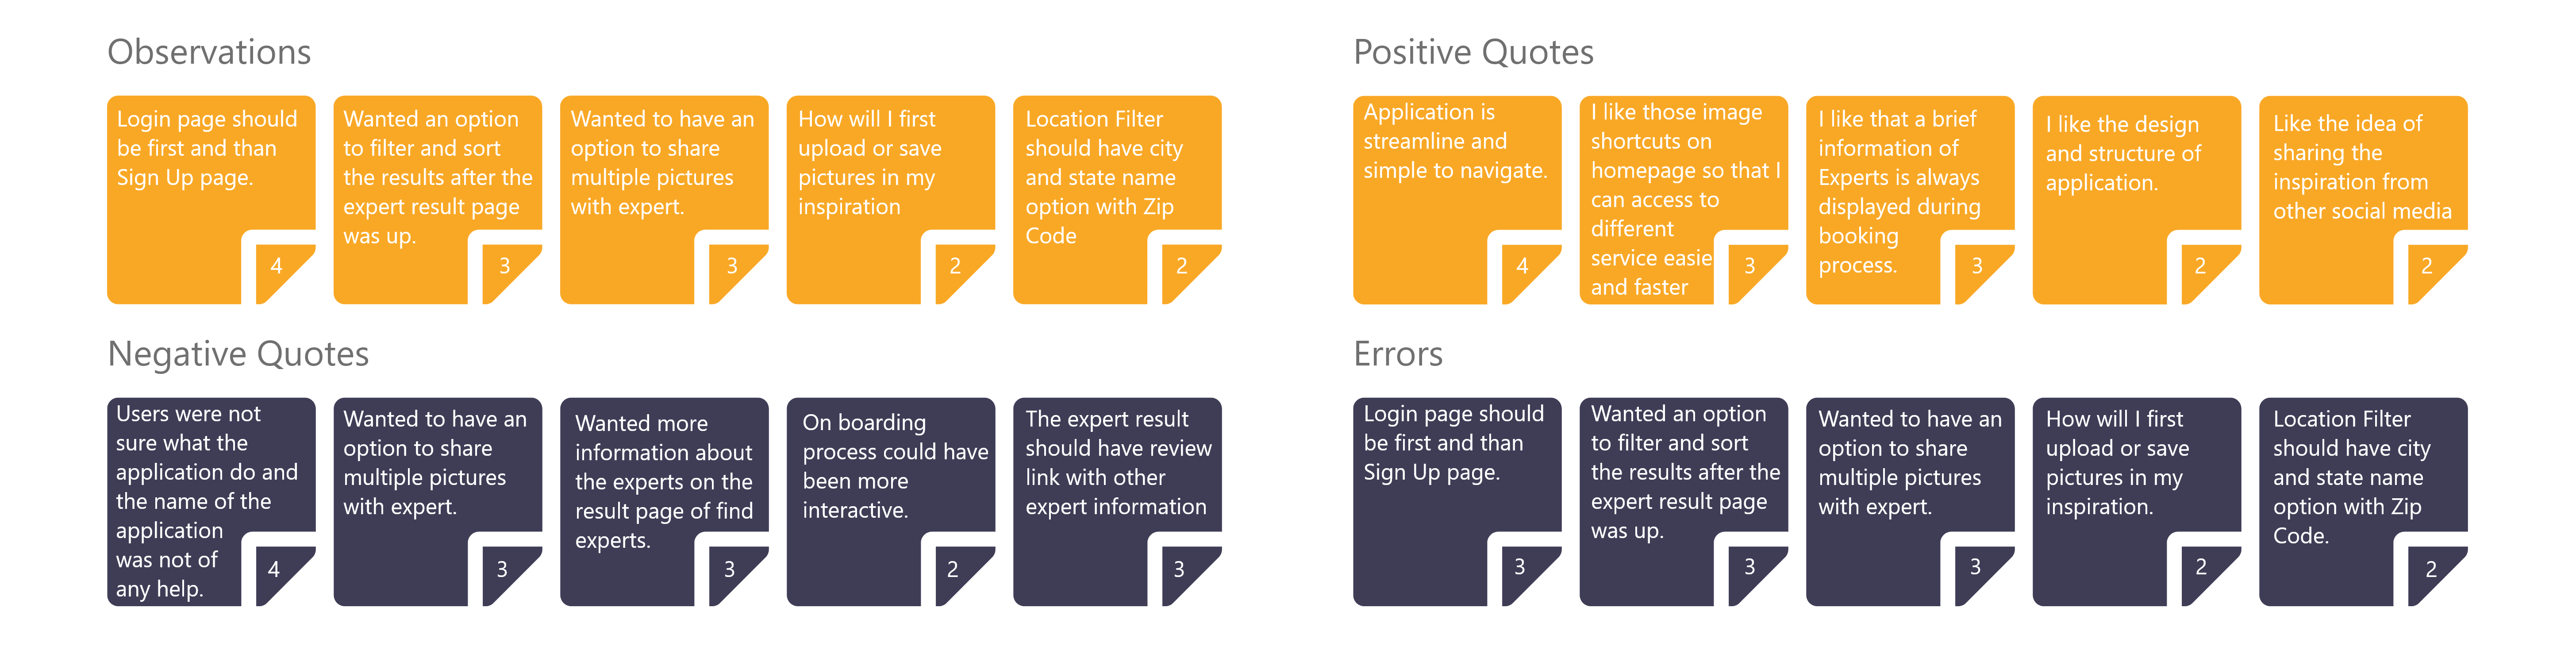 Observations
Login page should
be first and than
Sign Up page.
4
Wanted an option
to filter and sort
the results after the
expert result page
was up.
3
Wanted to have an
option to share
multiple pictures
with expert.
3
How will I first
upload or save
pictures in my
inspiration
2
Location Filter
should have city
and state name
option with Zip
Code
2
Positive Quotes
Application is
streamline and
simple to navigate.
4
I like those image
shortcuts on
homepage so that I
can access to
different
service easie
and faster
3
I like that a brief
information of
Experts is always
displayed during
booking
process.
3
I like the design
and structure of
application.
2
Like the idea of
sharing the
inspiration from
other social media
2
Negative Quotes
Users were not
sure what the
application do and
the name of the
application
was not of
any help.
4
Wanted to have an
option to share
multiple pictures
with expert.
3
Wanted more
information about
the experts on the
result page of find
experts.
3
On boarding
process could have
been more
interactive.
2
The expert result
should have review
link with other
expert information
3
Errors
Login page should
be first and than
Sign Up page.
3
Wanted an option
to filter and sort
the results after the
expert result page
was up.
3
Wanted to have an
option to share
multiple pictures
with expert.
3
How will I first
upload or save
pictures in my
inspiration.
2
Location Filter
should have city
and state name
option with Zip
Code.
2